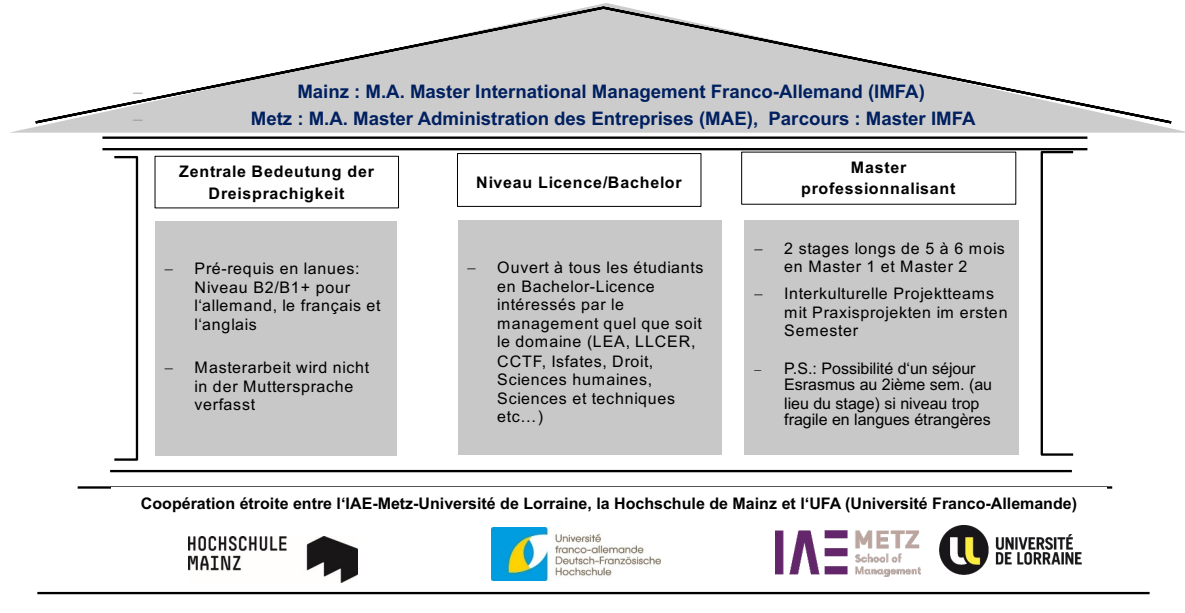 – Mainz : M.A. Master International Management Franco-Allemand (IMFA)
– Metz : M.A. Master Administration des Entreprises (MAE), Parcours : Master IMFA
Zentrale Bedeutung der
Dreisprachigkeit
– Pré-requis en lanues:
Niveau B2/B1+ pour
l‘allemand, le français et
l‘anglais
– Masterarbeit wird nicht
in der Muttersprache
verfasst
Niveau Licence/Bachelor
– Ouvert à tous les étudiants
en Bachelor-Licence
intéressés par le
management quel que soit
le domaine (LEA, LLCER,
CCTF, Isfates, Droit,
Sciences humaines,
Sciences et techniques
etc…)
Master
professionnalisant
– 2 stages longs de 5 à 6 mois
en Master 1 et Master 2
– Interkulturelle Projektteams
mit Praxisprojekten im ersten
Semester
– P.S.: Possibilité d‘un séjour
Esrasmus au 2ième sem. (au
lieu du stage) si niveau trop
fragile en langues étrangères
Coopération étroite entre l‘IAE-Metz-Université de Lorraine, la Hochschule de Mainz et l‘UFA (Université Franco-Allemande)
HOCHSCHULE
MAINZ
Université
franco-allemande
Deutsch-Französische
Hochschule
IAE METZ
School of
Management
UL UNIVERSITÉ
DE LORRAINE